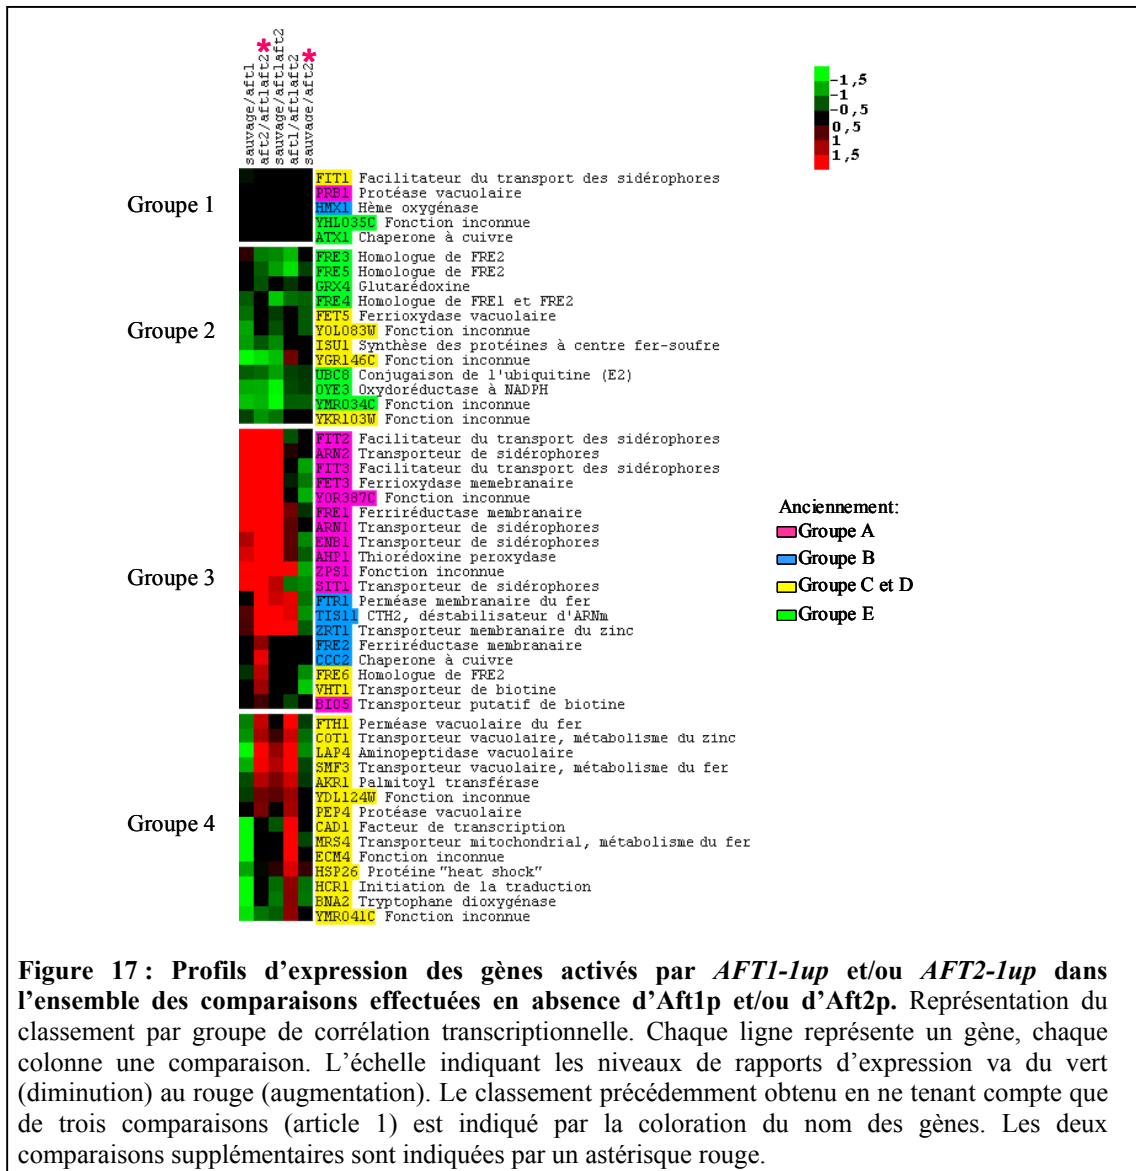 sauvage/aft1
aft2/aft1aft2*
sauvage/aft1aft2
aft1/aft1aft2
sauvage/aft2*
-1,5
-1
-0,5
0,5
1
1,5
Groupe 1
FIT1 Facilitateur du transport des sidérophores
PRB1 Protéase vacuolaire
HMX1 Hème oxygénase
YHL035C Fonction inconnue
ATX1 Chaperone à cuivre
Groupe 2
FRE3 Homologue de FRE2
FRE5 Homologue de FRE2
GRX4 Glutarédoxine
FRE4 Homologue de FRE1 et FRE2
FET5 Ferrioxydase vacuolaire
YOL083W Fonction inconnue
ISU1 Synthèse des protéines à centre fer-soufre
YGR146C Fonction inconnue
UBC8 Conjugaison de l'ubiquitine (E2)
OYE3 Oxydoréductase à NADPH
YMR034C Fonction inconnue
YKR103W Fonction inconnue
Groupe 3
FIT2 Facilitateur du transport des sidérophores
ARN2 Transporteur de sidérophores
FIT3 Facilitateur du transport des sidérophores
FET3 Ferrioxydase memebranaire
YOR387C Fonction inconnue
FRE1 Ferriréductase membranaire
ARN1 Transporteur de sidérophores
ENB1 Transporteur de sidérophores
AHP1 Thiorédoxine peroxydase
ZPS1 Fonction inconnue
SIT1 Transporteur de sidérophores
FTR1 Perméase membranaire du fer
TIS11 CTH2, déstabilisateur d'ARNm
ZRT1 Transporteur membranaire du zinc
FRE2 Ferriréductase membranaire
CCC2 Chaperone à cuivre
FRE6 Homologue de FRE2
VHT1 Transporteur de biotine
BIO5 Transporteur putatif de biotine
Anciennement:
Groupe A
Groupe B
Groupe C et D
Groupe E
Groupe 4
FTH1 Perméase vacuolaire du fer
COT1 Transporteur vacuolaire, métabolisme du zinc
LAP4 Aminopeptidase vacuolaire
SMF3 Transporteur vacuolaire, métabolisme du fer
AKR1 Palmitoyl transférase
YDL124W Fonction inconnue
PEP4 Protéase vacuolaire
CAD1 Facteur de transcription
MRS4 Transporteur mitochondrial, métabolisme du fer
ECM4 Fonction inconnue
HSP26 Protéine "heat shock"
HCR1 Initiation de la traduction
BNA2 Tryptophane dioxygénase
YMR041C Fonction inconnue
Figure 17 : Profils d'expression des gènes activés par AFT1-1up et/ou AFT2-1up dans
l'ensemble des comparaisons effectuées en absence d'Aft1p et/ou d'Aft2p. Représentation du
classement par groupe de corrélation transcriptionnelle. Chaque ligne représente un gène, chaque
colonne une comparaison. L'échelle indiquant les niveaux de rapports d'expression va du vert
(diminution) au rouge (augmentation). Le classement précédemment obtenu en ne tenant compte que
de trois comparaisons (article 1) est indiqué par la coloration du nom des gènes. Les deux
comparaisons supplémentaires sont indiquées par un astérisque rouge.